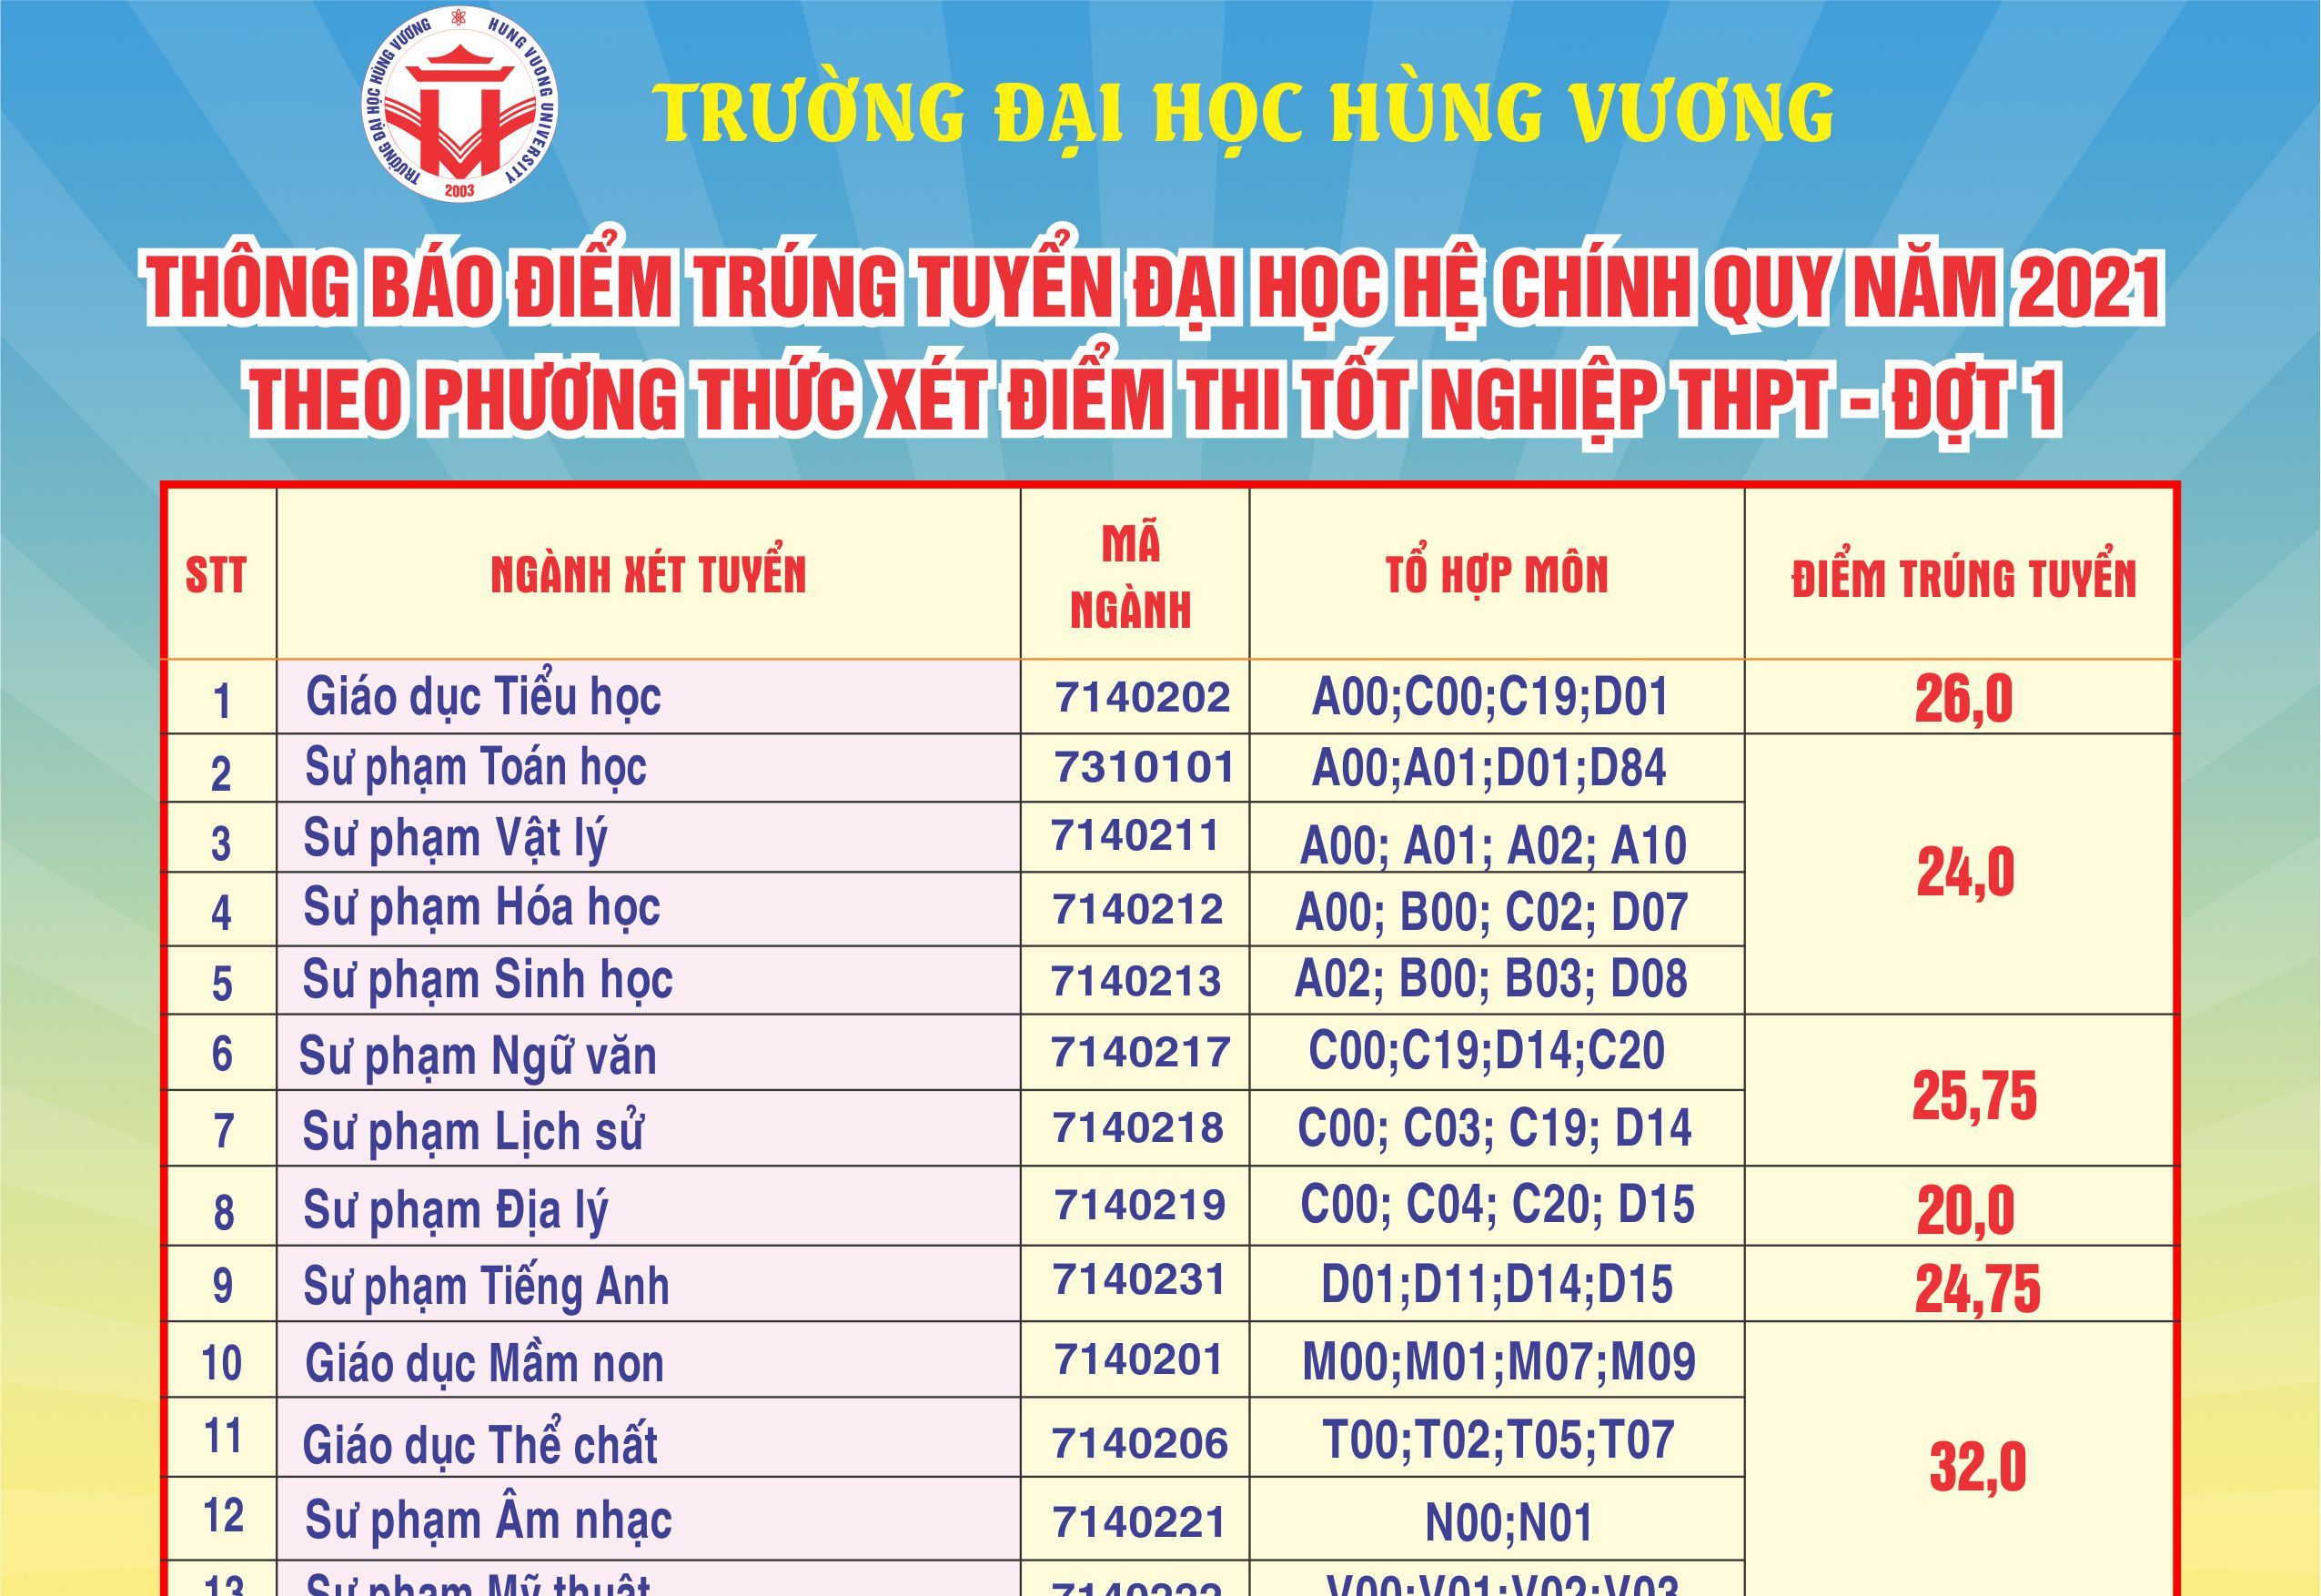 TRƯỜNG ĐẠI HỌC HÙNG VƯƠNG
HUNG VUONG UNIVERSITY
2003
TRƯỜNG ĐẠI HỌC HÙNG VƯƠNG
THÔNG BÁO ĐIỂM TRÚNG TUYỂN ĐẠI HỌC HỆ CHÍNH QUY NĂM 2021
THEO PHƯƠNG THỨC XÉT ĐIỂM THI TỐT NGHIỆP THPT - ĐỢT 1
STT NGÀNH XÉT TUYỂN MÃ NGÀNH TỔ HỢP MÔN ĐIỂM TRÚNG TUYỂN
1 Giáo dục Tiểu học 7140202 A00;C00;C19;D01 26,0
2 Sư phạm Toán học 7310101 A00;A01;D01;D84
3 Sư phạm Vật lý 7140211 A00; A01; A02; A10
24,0
4 Sư phạm Hóa học 7140212 A00; B00; C02; D07
5 Sư phạm Sinh học 7140213 A02; B00; B03; D08
6 Sư phạm Ngữ văn 7140217 C00;C19;D14;C20
25,75
7 Sư phạm Lịch sử 7140218 C00; C03; C19; D14
8 Sư phạm Địa lý 7140219 C00; C04; C20; D15 20,0
9 Sư phạm Tiếng Anh 7140231 D01;D11;D14;D15 24,75
10 Giáo dục Mầm non 7140201 M00;M01;M07;M09
11 Giáo dục Thể chất 7140206 T00;T02;T05;T07
32,0
12 Sư phạm Âm nhạc 7140221 N00;N01
13 Sư phạm Mỹ thuật 7140222 V00;V01;V02;V03